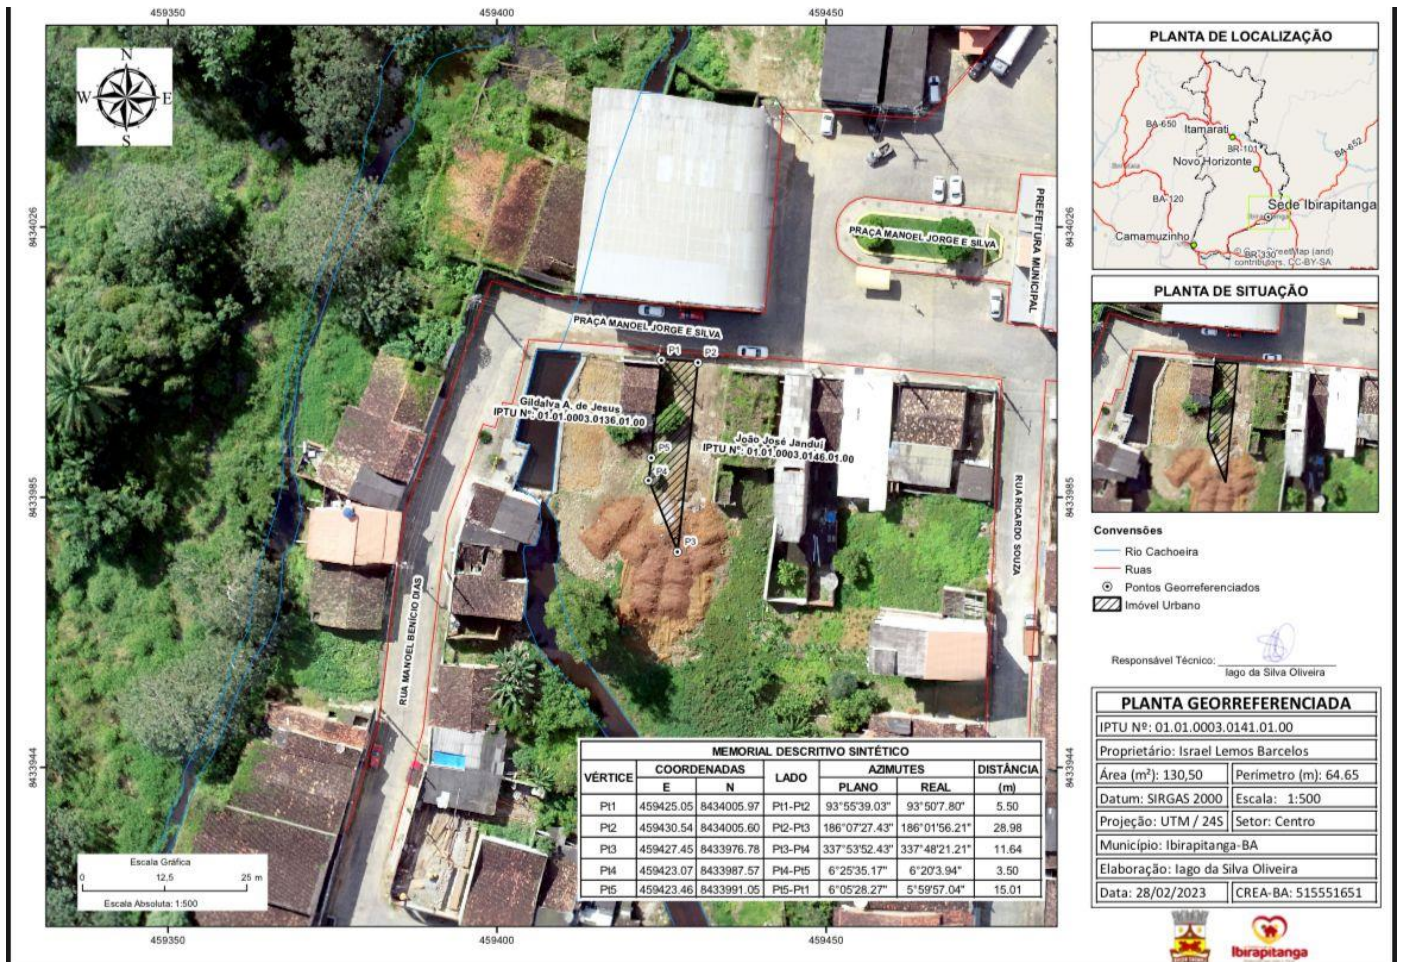 459350
459400
459450
N
W
E
S
8434026
8434026
8433985
8433985
8433944
8433944
PRAÇA MANOEL JORGE E SILVA
PREFEITURA MUNICIPAL
PRAÇA MANOEL JORGE E SILVA
P1
P2
Gildalva A. de Jesus
IPTU Nº: 01.01.0003.0136.01.00
João José Janduí
IPTU Nº: 01.01.0003.0146.01.00
P5
P4
P3
RUA RICARDO SOUZA
RUA MANOEL BENÍCIO DIAS
MEMORIAL DESCRITIVO SINTÉTICO
VÉRTICE COORDENADAS LADO AZIMUTES DISTÂNCIA (m)
E N PLANO REAL
Pt1 459425.05 8434005.97 Pt1-Pt2 93°55'39.03" 93°50'7.80" 5.50
Pt2 459430.54 8434005.60 Pt2-Pt3 186°07'27.43" 186°01'56.21" 28.98
Pt3 459427.45 8433976.78 Pt3-Pt4 337°53'52.43" 337°48'21.21" 11.64
Pt4 459423.07 8433987.57 Pt4-Pt5 6°25'35.17" 6°20'3.94" 3.50
Pt5 459423.46 8433991.05 Pt5-Pt1 6°05'28.27" 5°59'57.04" 15.01
Escala Gráfica
0 12,5 25 m
Escala Absoluta: 1:500
459350
459400
459450
PLANTA DE LOCALIZAÇÃO
BA-650
Itamarati
BR-101
BA-652
Novo Horizonte
BA-120
Sede Ibirapitanga
Camamuzinho
BR-330
contributors, CC-BY-SA
PLANTA DE SITUAÇÃO
Convensões
Rio Cachoeira
Ruas
Pontos Georreferenciados
Imóvel Urbano
Responsável Técnico:
Iago da Silva Oliveira
PLANTA GEORREFERENCIADA
IPTU Nº: 01.01.0003.0141.01.00
Proprietário: Israel Lemos Barcelos
Área (m²): 130,50 Perímetro (m): 64.65
Datum: SIRGAS 2000 Escala: 1:500
Projeção: UTM / 24S Setor: Centro
Município: Ibirapitanga-BA
Elaboração: Iago da Silva Oliveira
Data: 28/02/2023 CREA-BA: 515551651
Ibirapitanga